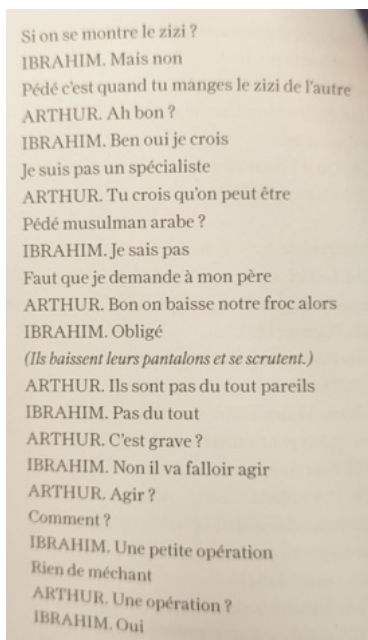 Si on se montre le zizi ?
IBRAHIM. Mais non
Pédé c'est quand tu manges le zizi de l'autre
ARTHUR. Ah bon ?
IBRAHIM. Ben oui je crois
Je suis pas un spécialiste
ARTHUR. Tu crois qu'on peut être
Pédé musulman arabe ?
IBRAHIM. Je sais pas
Faut que je demande à mon père
ARTHUR. Bon on baisse notre froc alors
IBRAHIM. Obligé
(Ils baissent leurs pantalons et se scrutent.)
ARTHUR. Ils sont pas du tout pareils
IBRAHIM. Pas du tout
ARTHUR. C'est grave ?
IBRAHIM. Non il va falloir agir
ARTHUR. Agir ?
Comment ?
IBRAHIM. Une petite opération
Rien de méchant
ARTHUR. Une opération ?
IBRAHIM. Oui